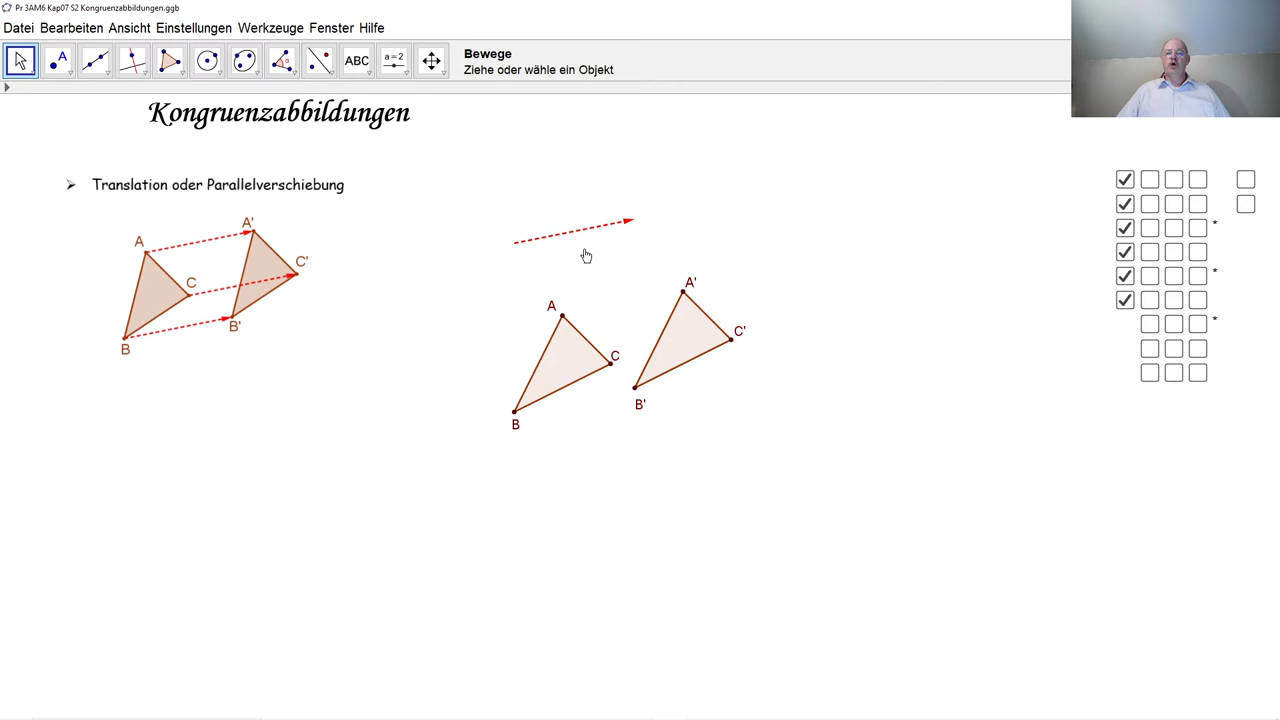 Pr 3AM6 Kap07 S2 Kongruenzabbildungen.ggb
Datei Bearbeiten Ansicht Einstellungen Werkzeuge Fenster Hilfe
A
α
ABC
a=2
Bewege
Ziehe oder wähle ein Objekt
Kongruenzabbildungen
➢ Translation oder Parallelverschiebung
A
A'
C
C'
B
B'
A
A'
C
C'
B
B'
*
*
*